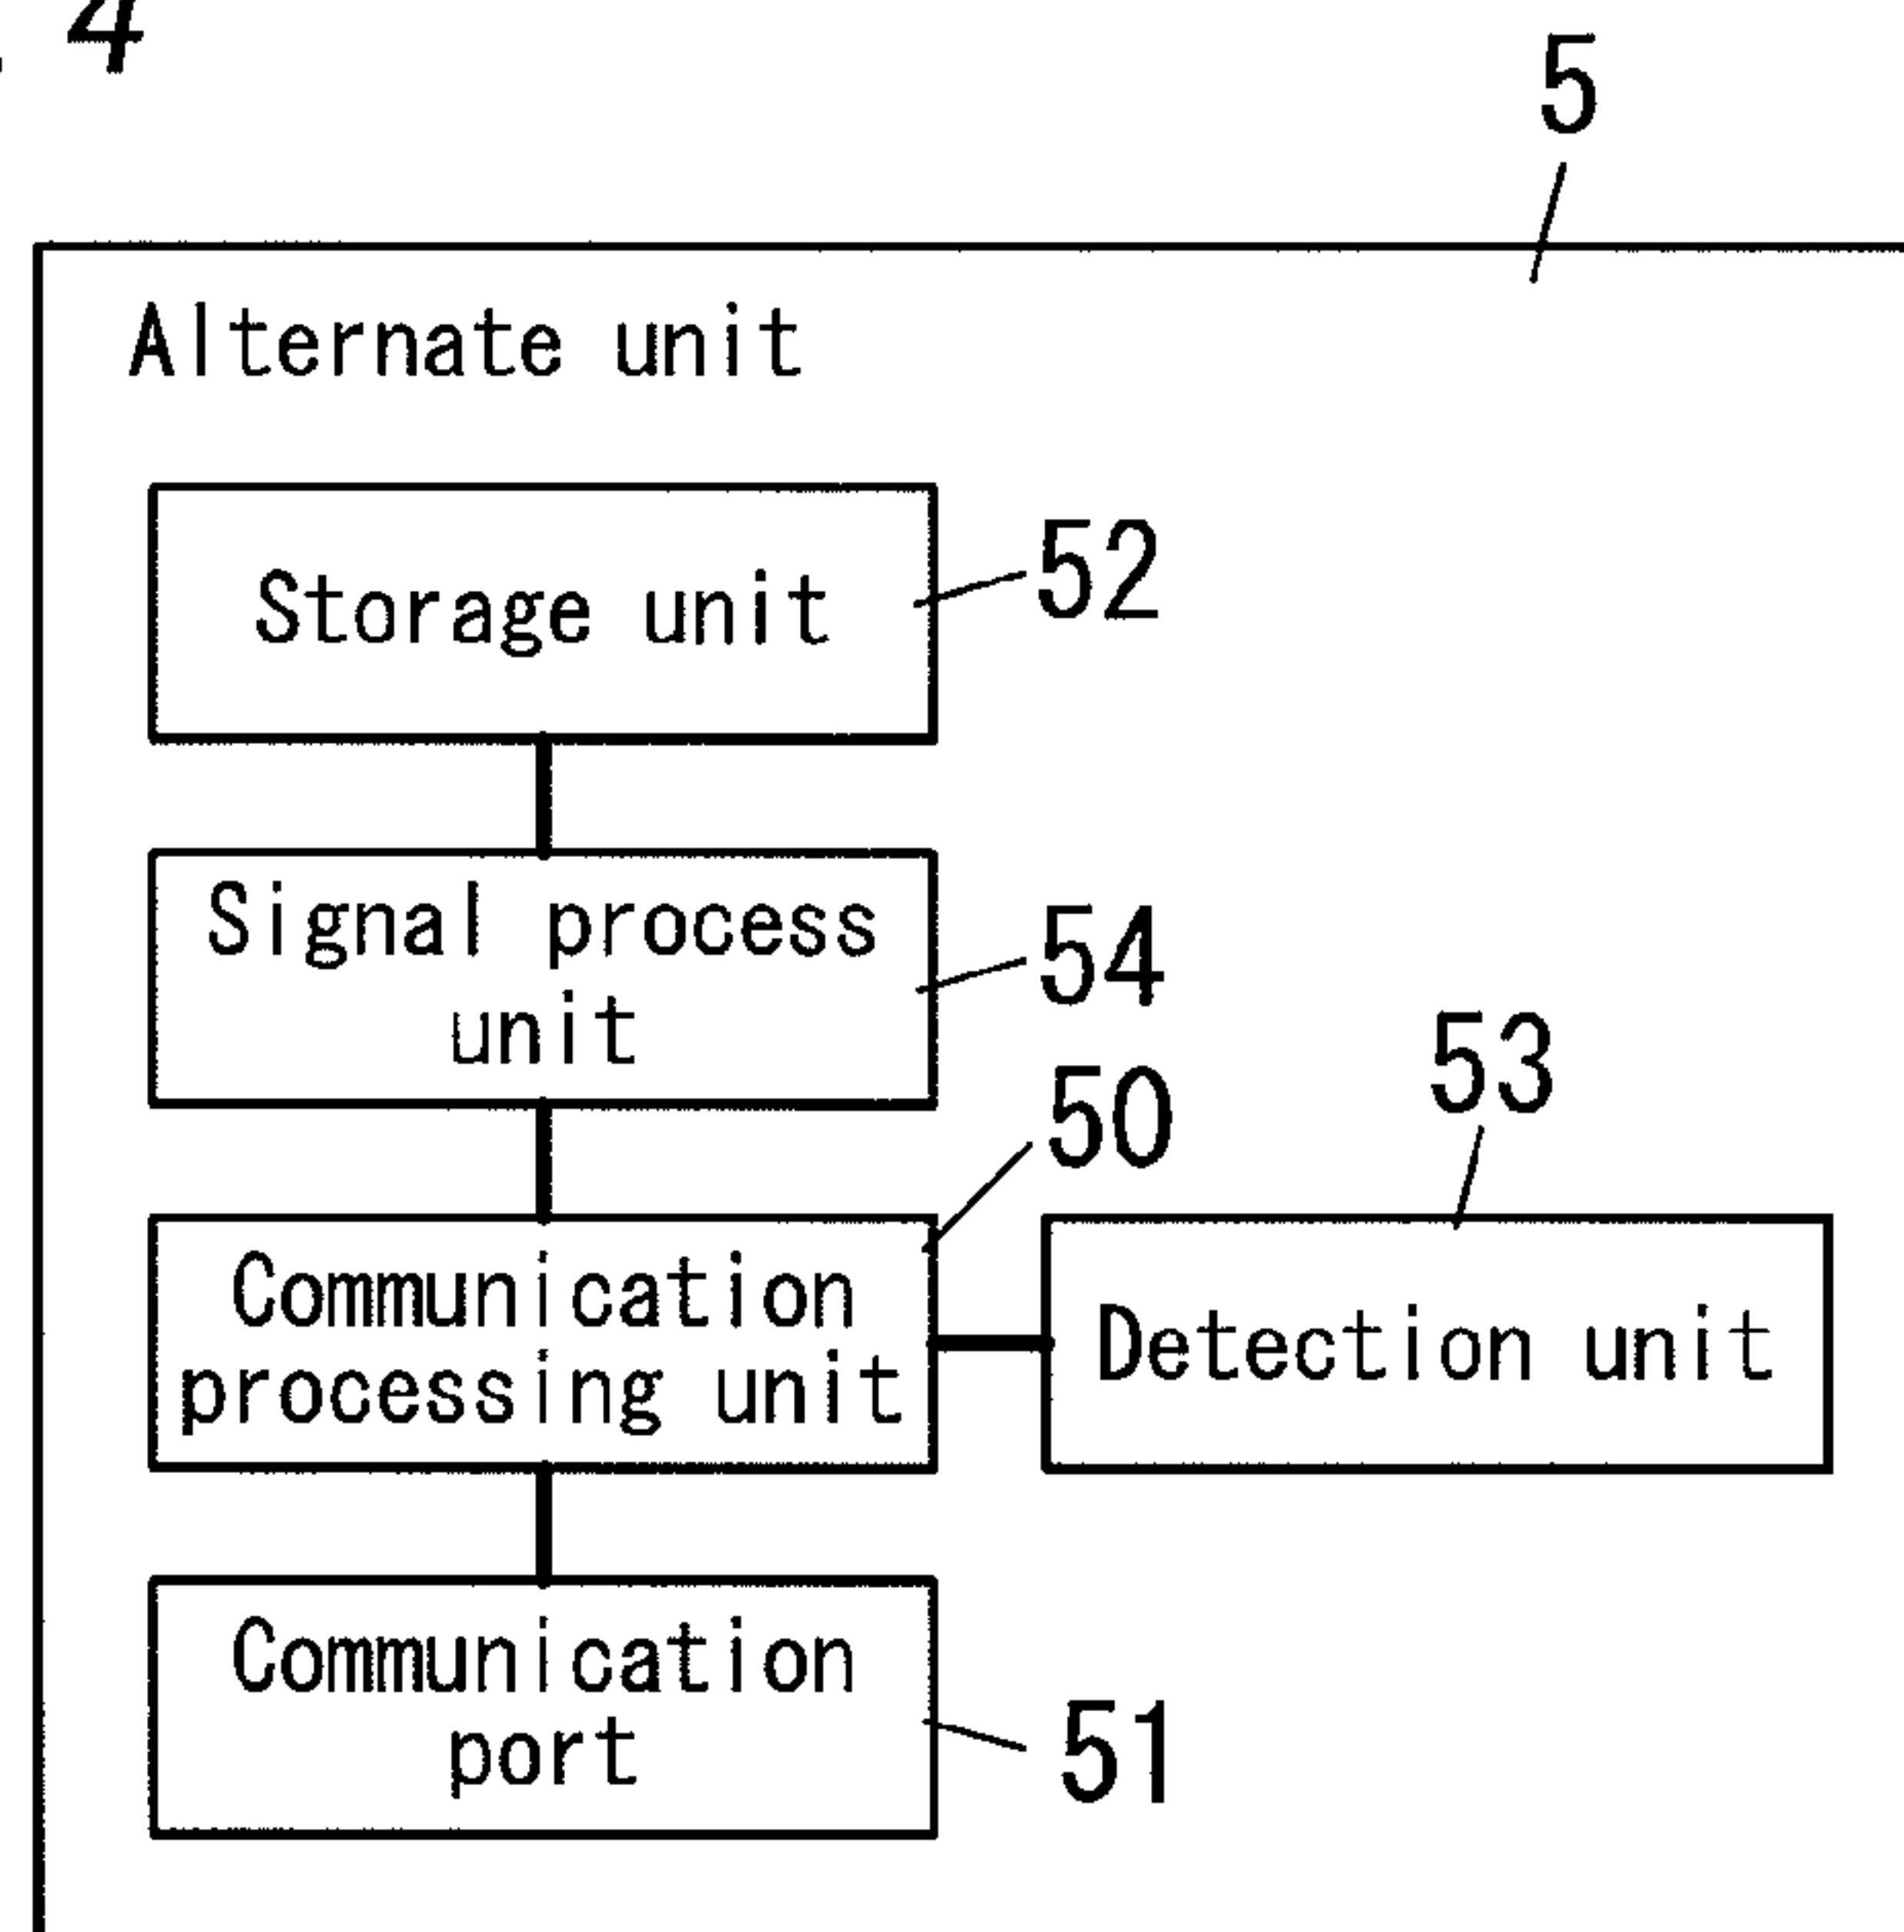 . 4
5
Alternate unit
Storage unit
52
Signal process
unit
54
50
53
Communication
processing unit
Detection unit
Communication
port
51